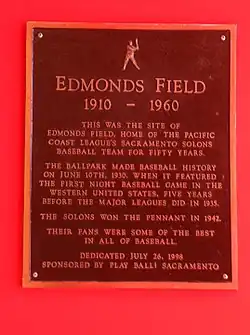 EDMONDS FIELD
1910 - 1960
THIS WAS THE SITE OF
EDMONDS FIELD, HOME OF THE PACIFIC
COAST LEAGUE'S SACRAMENTO SOLONS
BASEBALL TEAM FOR FIFTY YEARS.
THE BALLPARK MADE BASEBALL HISTORY
ON JUNE 10TH, 1930, WHEN IT FEATURED
THE FIRST NIGHT BASEBALL GAME IN THE
WESTERN UNITED STATES, FIVE YEARS
BEFORE THE MAJOR LEAGUES DID IN 1935.
THE SOLONS WON THE PENNANT IN 1942.
THEIR FANS WERE SOME OF THE BEST
IN ALL OF BASEBALL.
DEDICATED JULY 26, 1998
SPONSORED BY PLAY BALL! SACRAMENTO